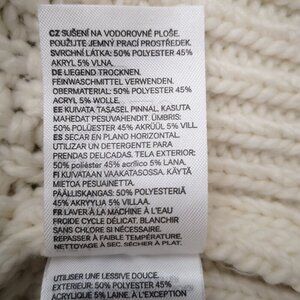 CZ SUŠENÍ NA VODOROVNÉ PLOŠE.
POUŽIJTE JEMNÝ PRACÍ PROSTŘEDEK.
SVRCHNÍ LÁTKA: 50% POLYESTER 45%
AKRYL 5% VLNA.
DE LIEGEND TROCKNEN.
FEINWASCHMITTEL VERWENDEN.
OBERMATERIAL: 50% POLYESTER 45%
ACRYL 5% WOLLE.
ET KUIVATA TASASEL PINNAL. KASUTA
MAHEDAT PESUVAHENDIT. ÜMBRIS:
50% POLÜESTER 45% AKRÜÜL 5% VILL.
ES SECAR EN PLANO HORIZONTAL.
UTILIZAR UN DETERGENTE PARA
PRENDAS DELICADAS. TELA EXTERIOR:
50% poliéster 45% acrílico 5% LANA.
FI KUIVATAAN VAAKATASOSSA. KÄYTÄ
MIETOA PESUAINETTA.
PÄÄLLISKANGAS: 50% POLYESTERIÄ
45% AKRYYLIA 5% VILLAA.
FR LAVER À LA MACHINE À L'EAU
FROIDE CYCLE DÉLICAT. BLANCHIR
SANS CHLORE SI NÉCESSAIRE.
REPASSER À FAIBLE TEMPÉRATURE.
NETTOYAGE À SEC. SÉCHER À PLAT.
UTILISER UNE LESSIVE DOUCE.
EXTÉRIEUR: 50% POLYESTER 45%
ACRYLIQUE 5% LAINE. À L'EXCEPTION